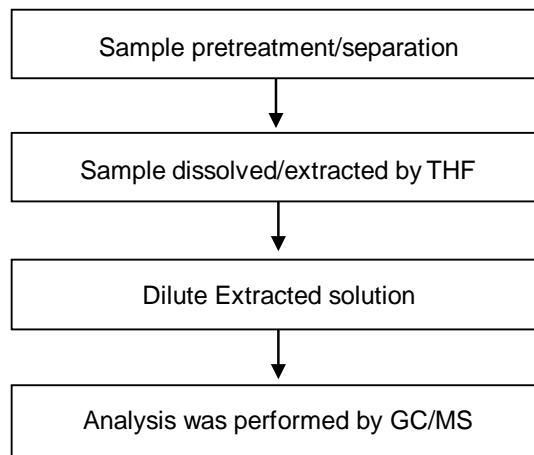 Sample pretreatment/separation
Sample dissolved/extracted by THF
Dilute Extracted solution
Analysis was performed by GC/MS